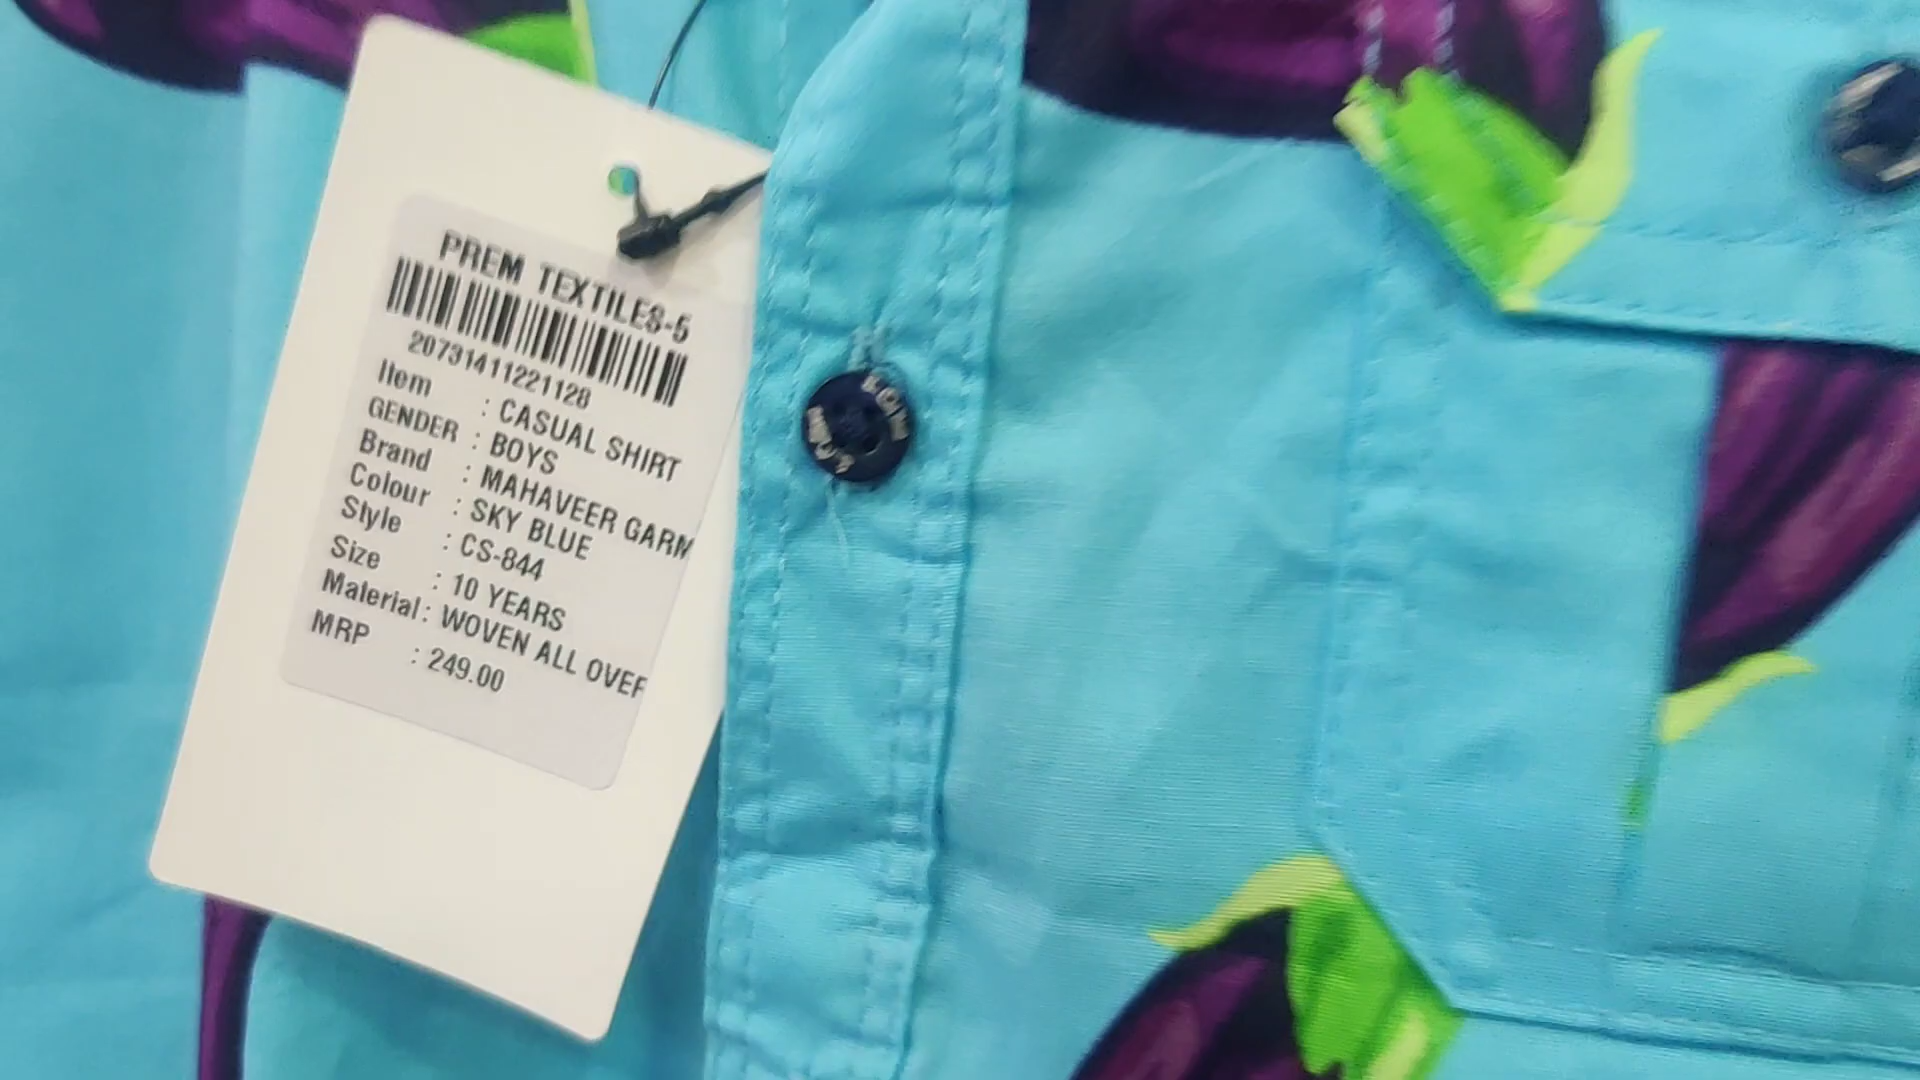 PREM TEXTILES-5
20731411221128
Item : CASUAL SHIRT
GENDER : BOYS
Brand : MAHAVEER GARM
Colour : SKY BLUE
Style : CS-844
Size : 10 YEARS
Material : WOVEN ALL OVER
MRP : 249.00